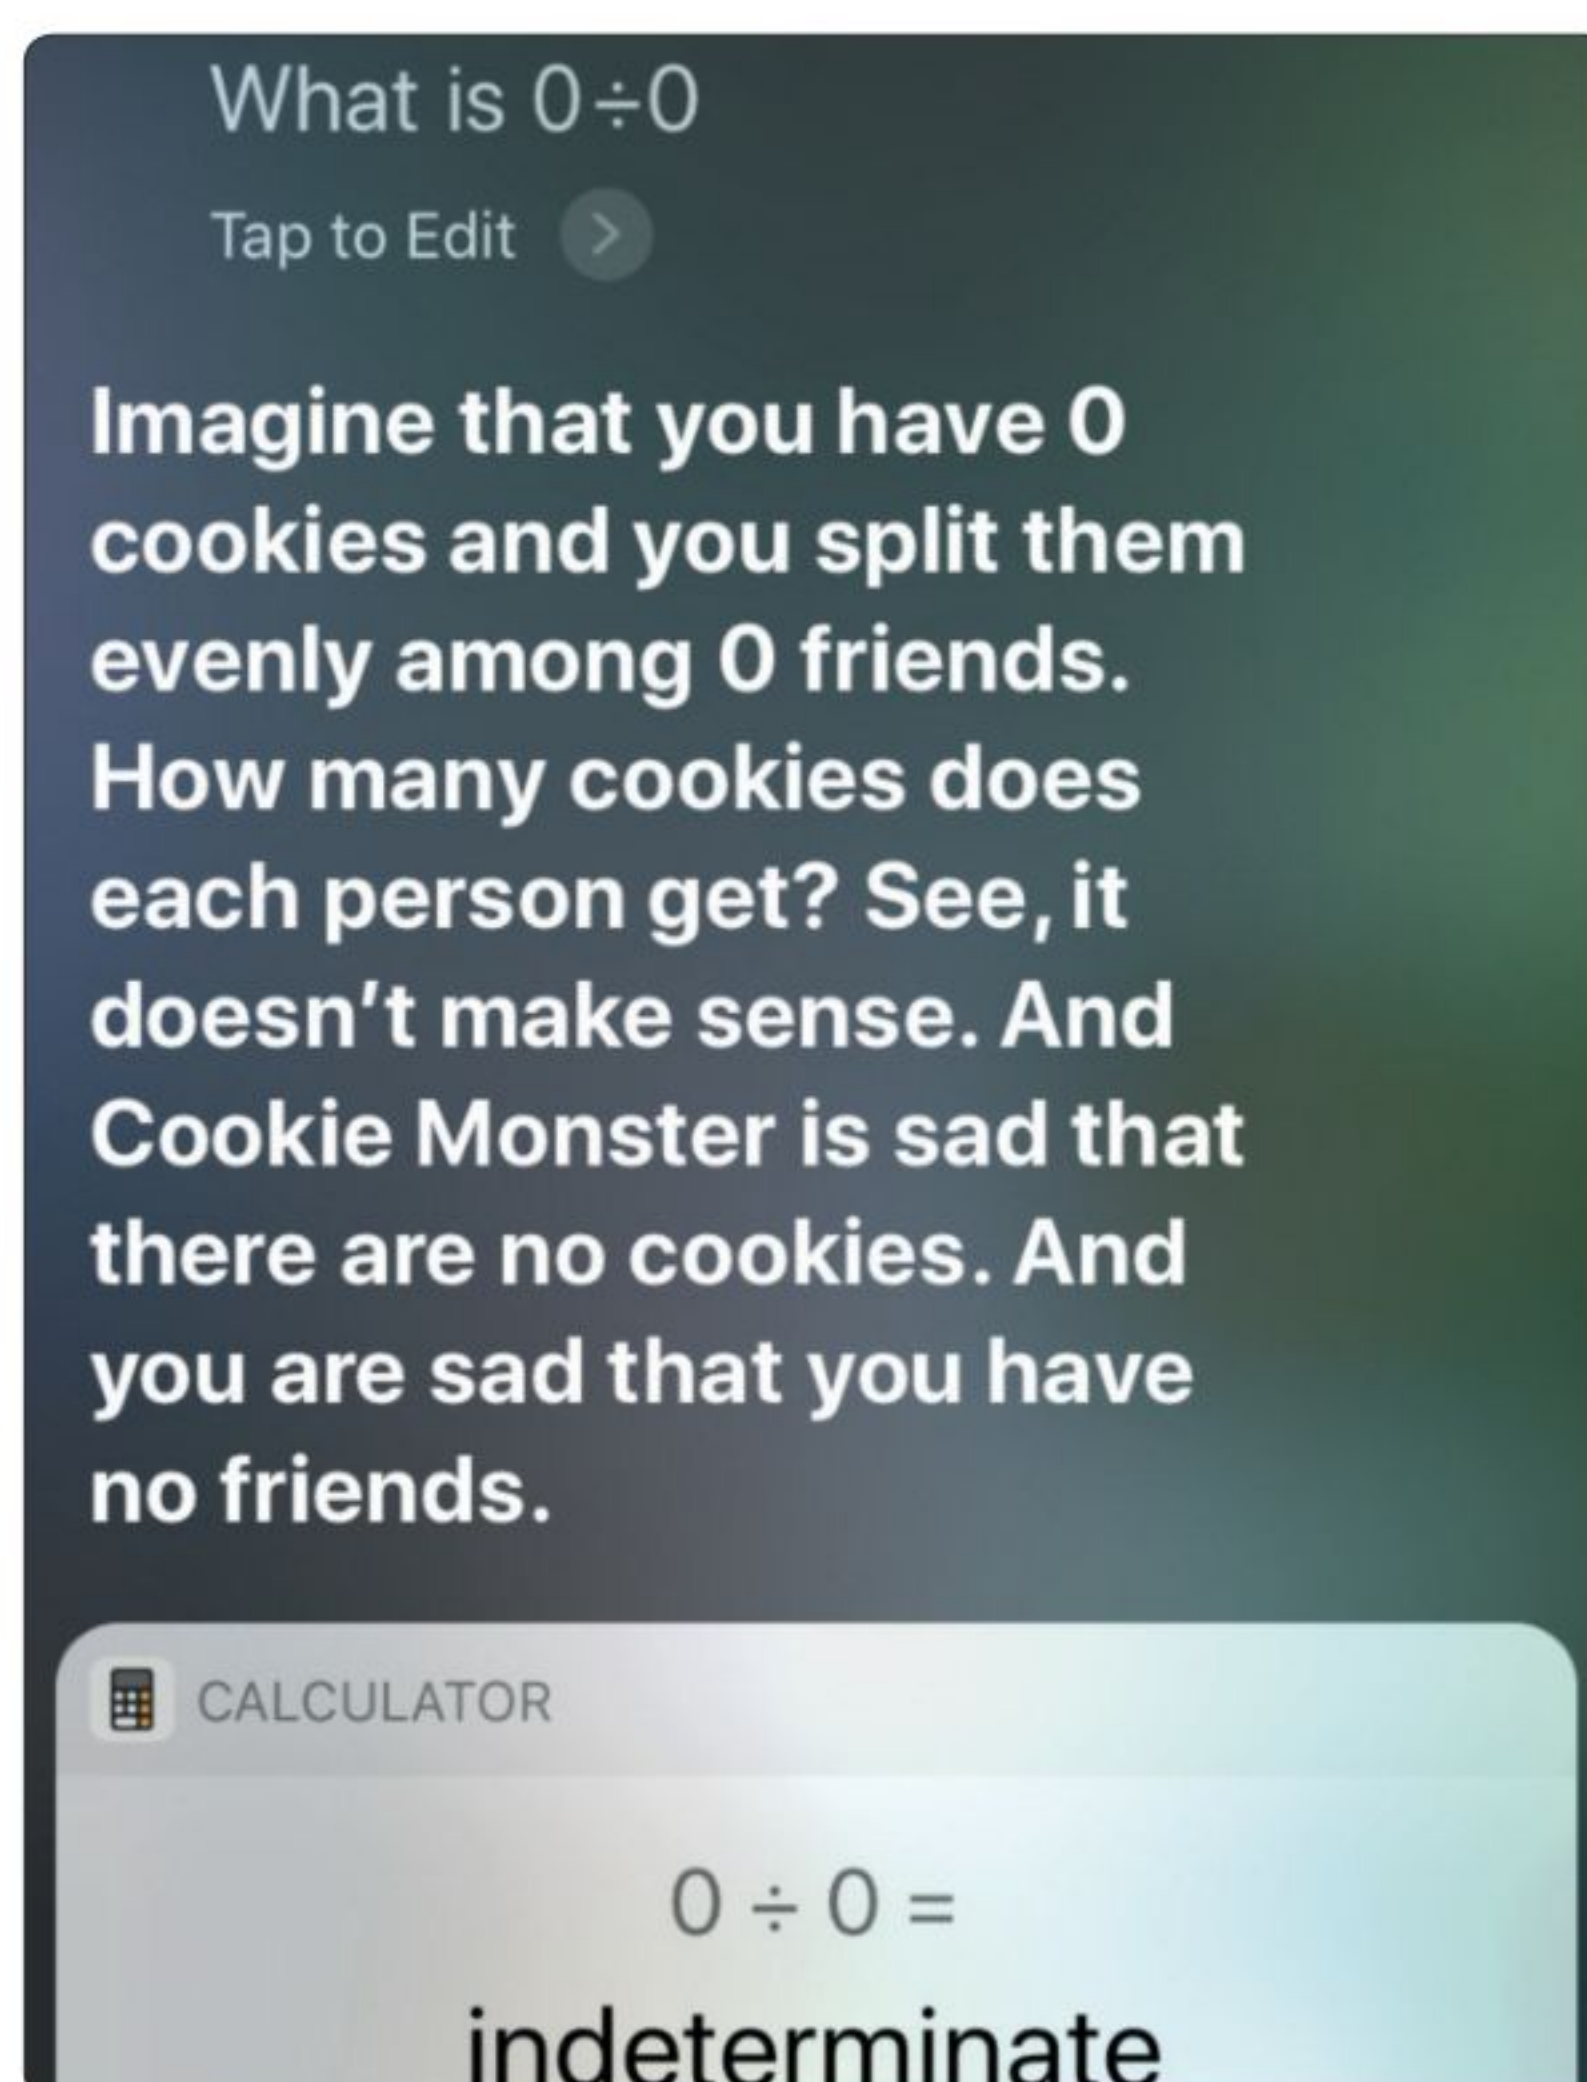 What is 0÷0
Tap to Edit
Imagine that you have 0
cookies and you split them
evenly among 0 friends.
How many cookies does
each person get? See, it
doesn’t make sense. And
Cookie Monster is sad that
there are no cookies. And
you are sad that you have
no friends.
CALCULATOR
0 ÷ 0 =
indeterminate